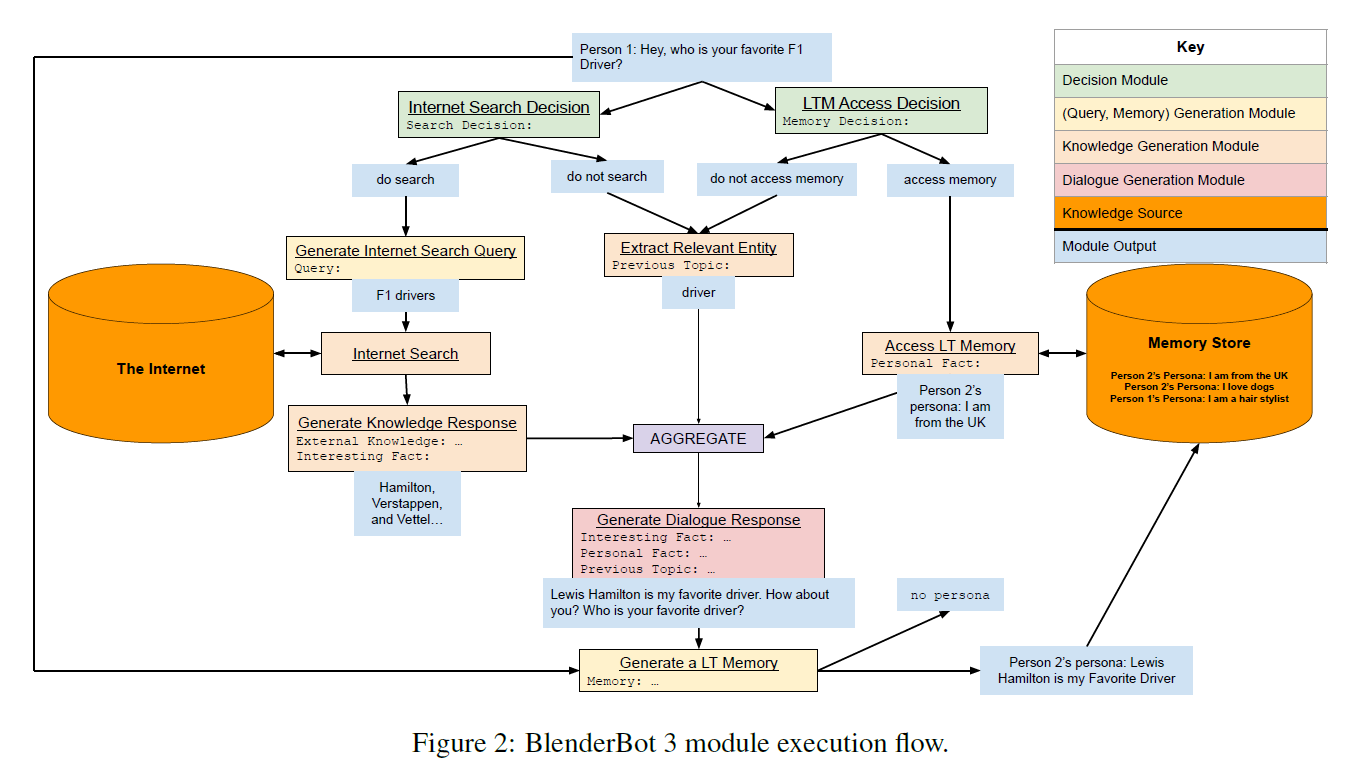 Person 1: Hey, who is your favorite F1
Driver?
Key
Decision Module
(Query, Memory) Generation Module
Knowledge Generation Module
Dialogue Generation Module
Knowledge Source
Module Output
Internet Search Decision
Search Decision:
LTM Access Decision
Memory Decision:
do search
do not search
do not access memory
access memory
Generate Internet Search Query
Query:
F1 drivers
Extract Relevant Entity
Previous Topic:
driver
The Internet
Internet Search
Access LT Memory
Personal Fact:
Person 2’s
persona: I am
from the UK
Memory Store
Person 2’s Persona: I am from the UK
Person 2’s Persona: I love dogs
Person 1’s Persona: I am a hair stylist
Generate Knowledge Response
External Knowledge: …
Interesting Fact:
Hamilton,
Verstappen,
and Vettel…
AGGREGATE
Generate Dialogue Response
Interesting Fact: …
Personal Fact: …
Previous Topic: …
Lewis Hamilton is my favorite driver. How about
you? Who is your favorite driver?
no persona
Generate a LT Memory
Memory: …
Person 2’s persona: Lewis
Hamilton is my Favorite Driver
Figure 2: BlenderBot 3 module execution flow.